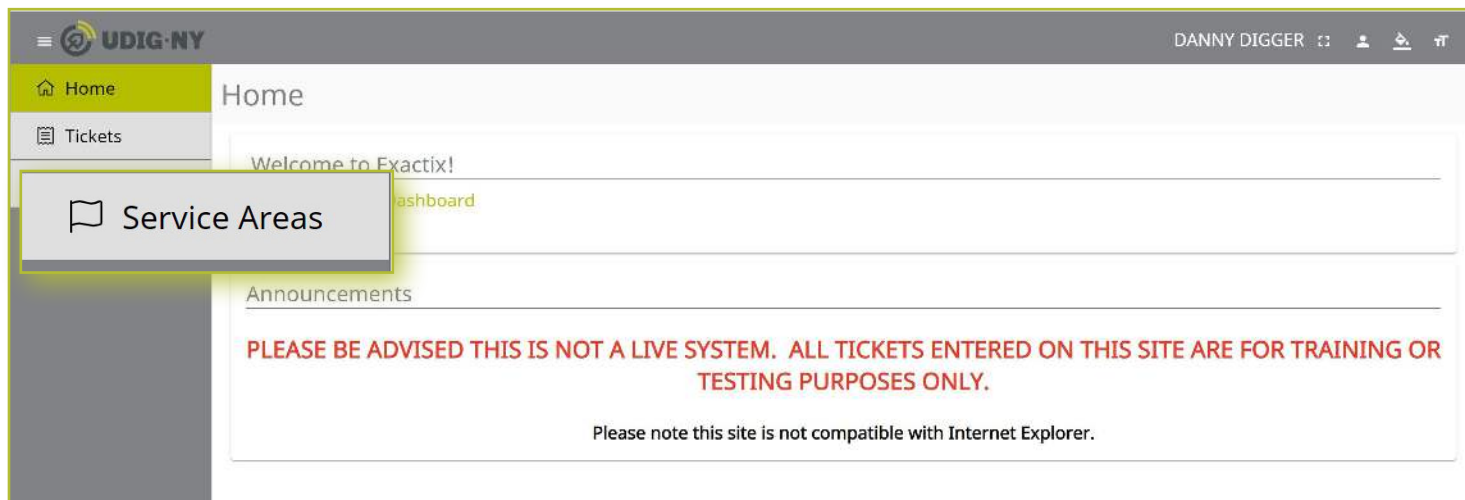 UDIG·NY
DANNY DIGGER
Home
Tickets
Service Areas
Home
Welcome to Exactix!
Dashboard
Announcements
PLEASE BE ADVISED THIS IS NOT A LIVE SYSTEM. ALL TICKETS ENTERED ON THIS SITE ARE FOR TRAINING OR
TESTING PURPOSES ONLY.
Please note this site is not compatible with Internet Explorer.